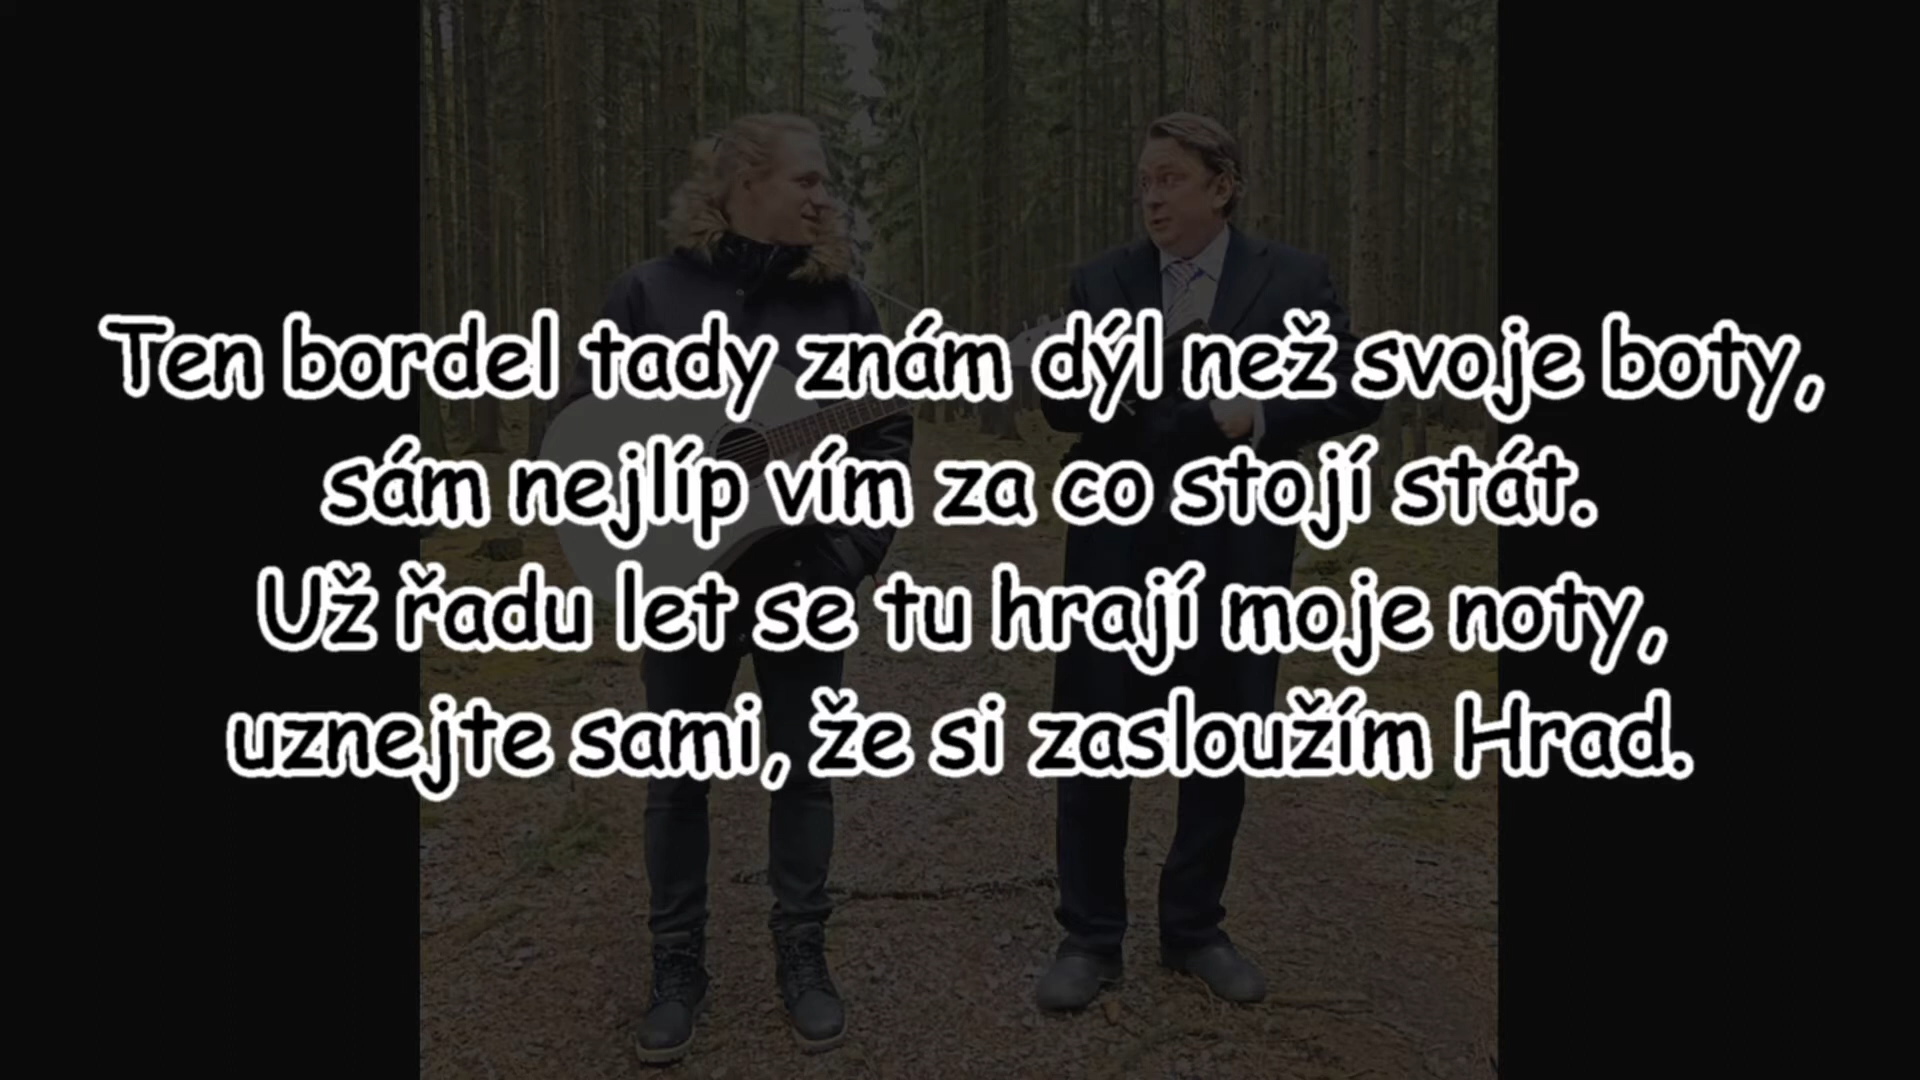 Ten bordel tady znám dýl než svoje boty,
sám nejlíp vím za co stojí stát.
Už řadu let se tu hrají moje noty,
uznejte sami, že si zasloužím Hrad.